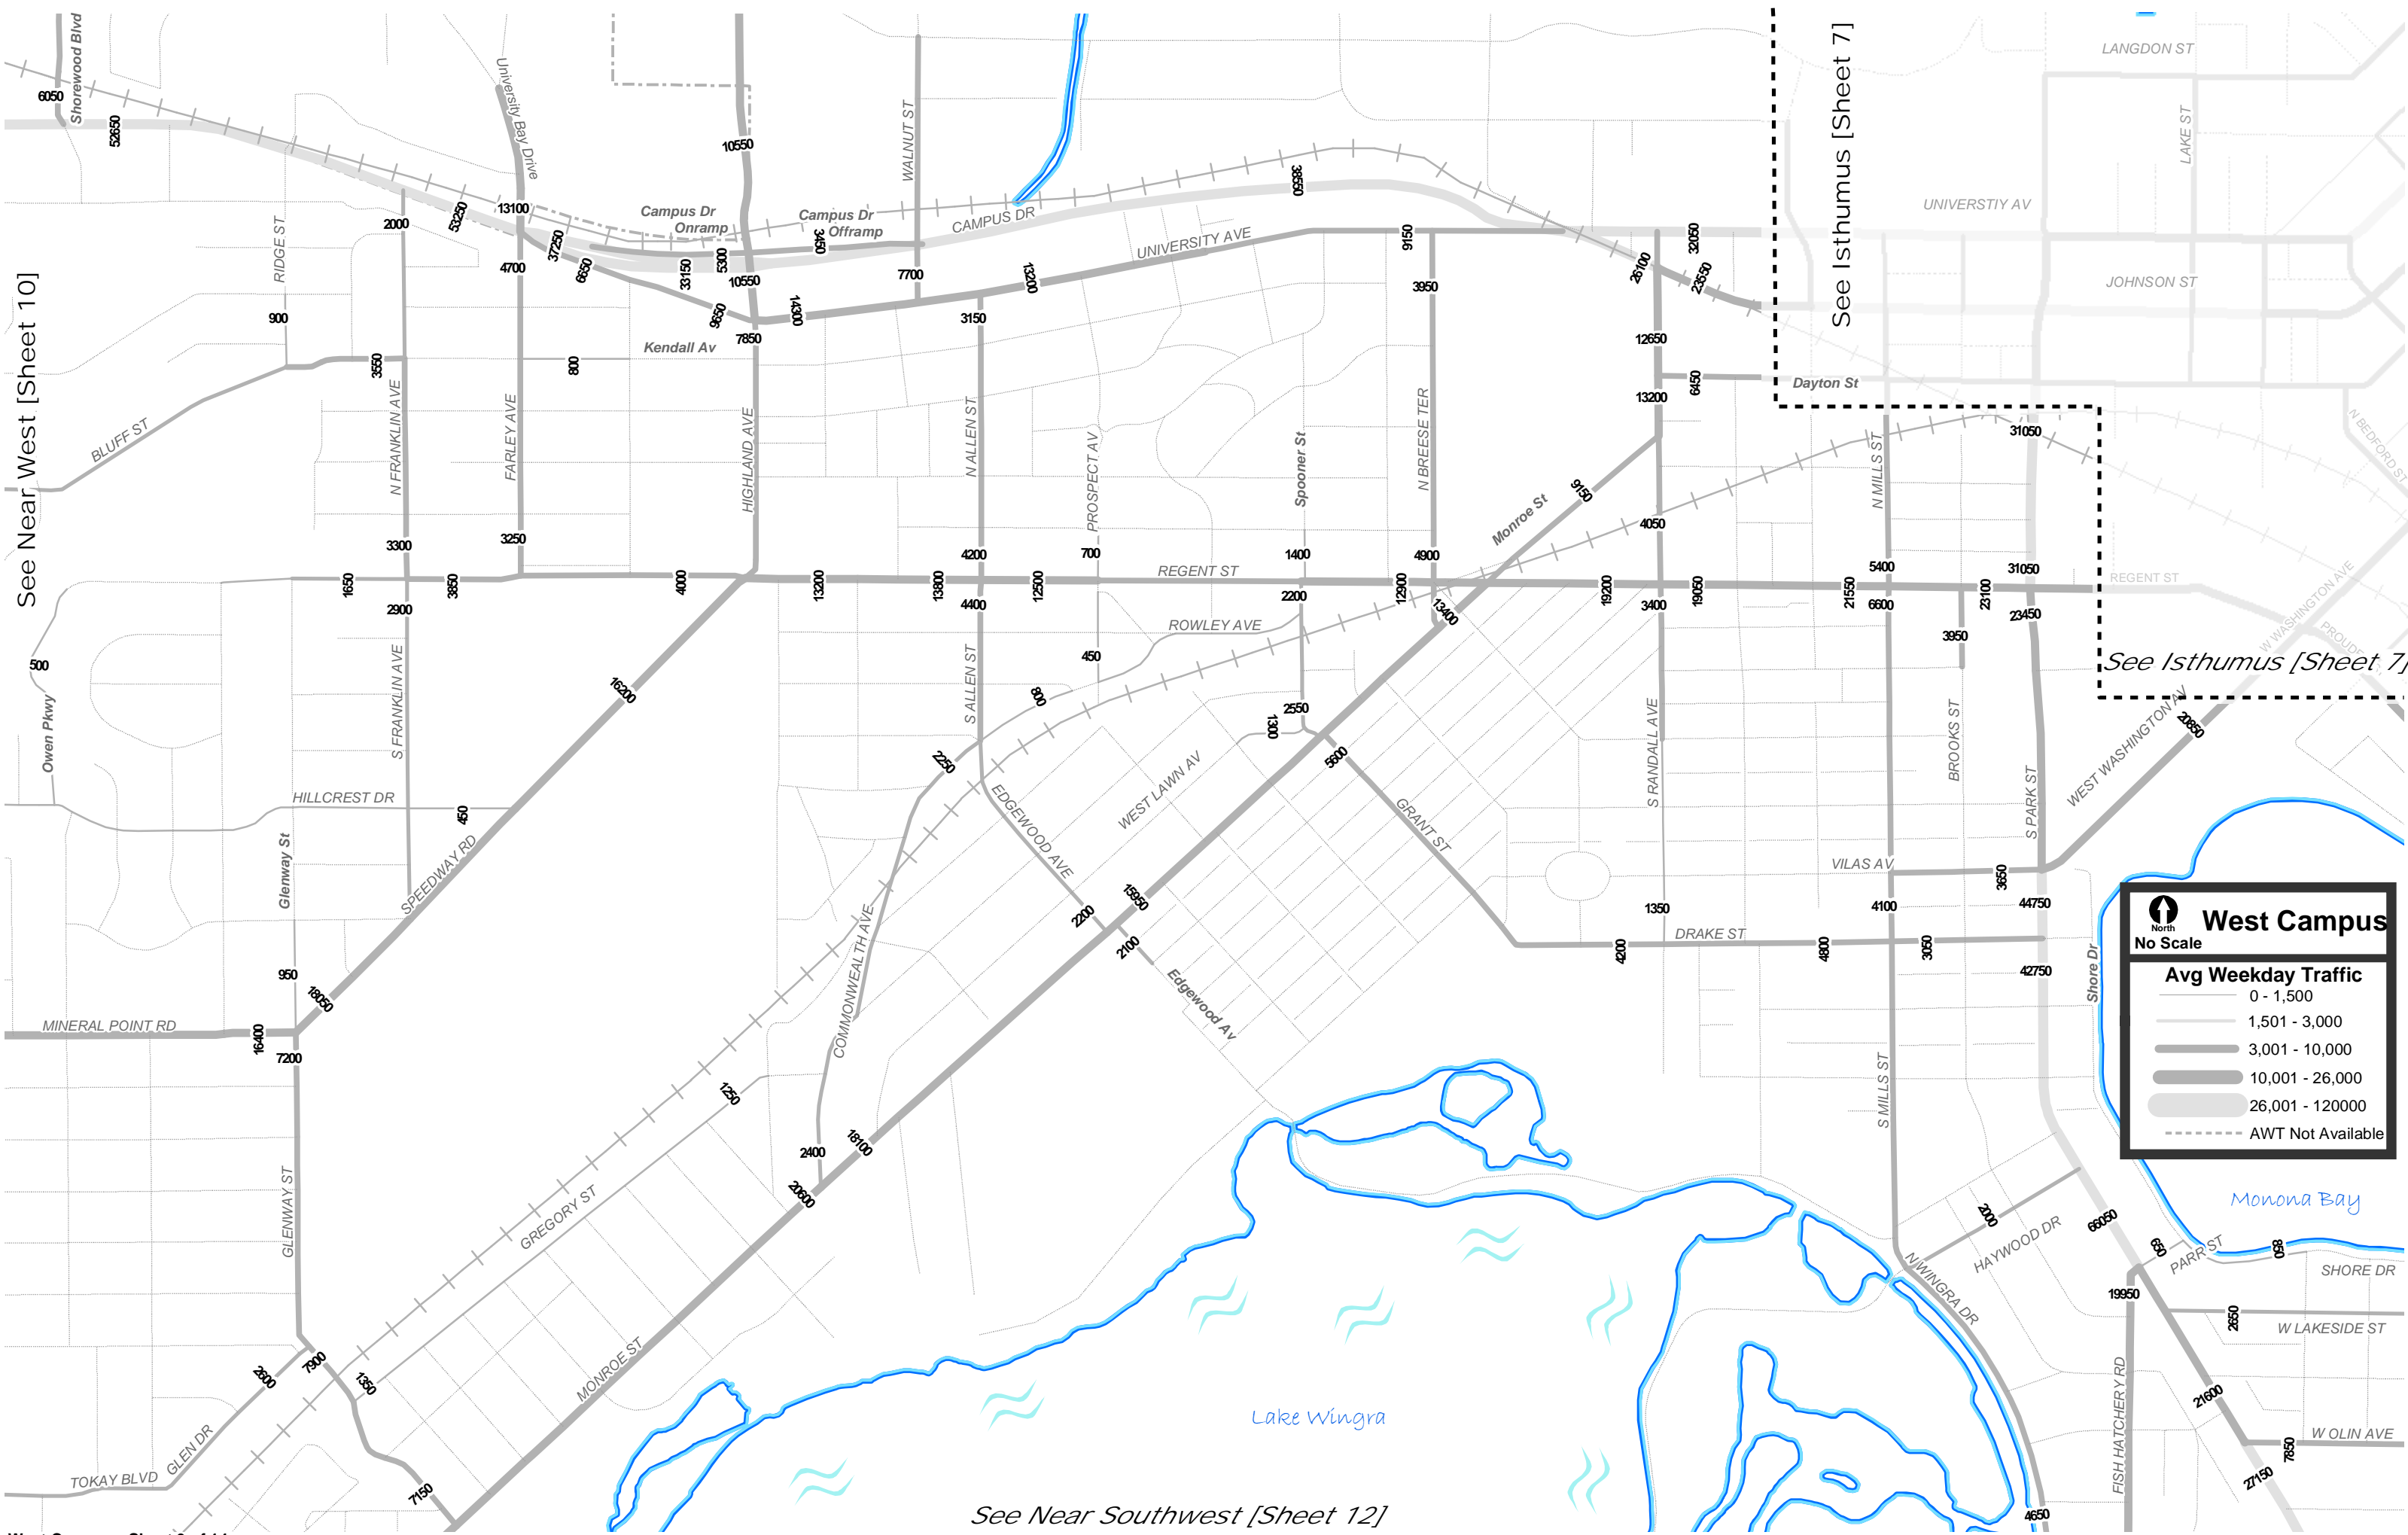 Shorewood Blvd
6050
52650
University Bay Drive
10550
WALNUT ST
See Isthumus [Sheet 7]
LANGDON ST
LAKE ST
UNIVERSTIY AV
JOHNSON ST
RIDGE ST
2000
53250
13100
37250
6650
4700
Campus Dr
Onramp
Campus Dr
Offramp
3450
5300
33150
10550
CAMPUS DR
38550
7700
13200
UNIVERSITY AVE
9150
32050
26100
23550
3950
See Near West [Sheet 10]
900
9650
14300
7850
3150
12650
3550
800
Kendall Av
6450
Dayton St
13200
BLUFF ST
N FRANKLIN AVE
FARLEY AVE
HIGHLAND AVE
N ALLEN ST
PROSPECT AV
Spooner St
N BREESE TER
9150
Monroe St
4050
N MILLS ST
31050
N BEDFORD ST
3300
3250
4200
700
1400
4900
5400
31050
1650
3850
4000
13200
13800
12500
REGENT ST
12900
19200
19050
21550
23100
REGENT ST
2900
4400
2200
13400
3400
6600
23450
W WASHINGTON AVE
500
Owen Pkwy
S FRANKLIN AVE
16200
S ALLEN ST
450
ROWLEY AVE
800
3950
See Isthumus [Sheet 7]
2250
2550
1300
5600
S RANDALL AVE
BROOKS ST
S PARK ST
WEST WASHINGTON AV
20850
HILLCREST DR
450
Glenway St
SPEEDWAY RD
EDGEWOOD AVE
WEST LAWN AV
GRANT ST
VILAS AV
3650
COMMONWEALTH AVE
2200
15950
2100
Edgewood Av
1350
4100
44750
4200
DRAKE ST
4800
3050
42750
Shore Dr
950
18050
MINERAL POINT RD
16400
7200
North
No Scale
West Campus
Avg Weekday Traffic
0 - 1,500
1,501 - 3,000
3,001 - 10,000
10,001 - 26,000
26,001 - 120000
AWT Not Available
1250
2400
18100
20600
S MILLS ST
GLENWAY ST
GREGORY ST
Monona Bay
2000
HAYWOOD DR
66050
650
PARR ST
850
SHORE DR
N WINGRA DR
19950
2650
W LAKESIDE ST
7900
2600
1350
MONROE ST
Lake Wingra
FISH HATCHERY RD
21600
W OLIN AVE
7850
27150
TOKAY BLVD
GLEN DR
7150
4650
See Near Southwest [Sheet 12]